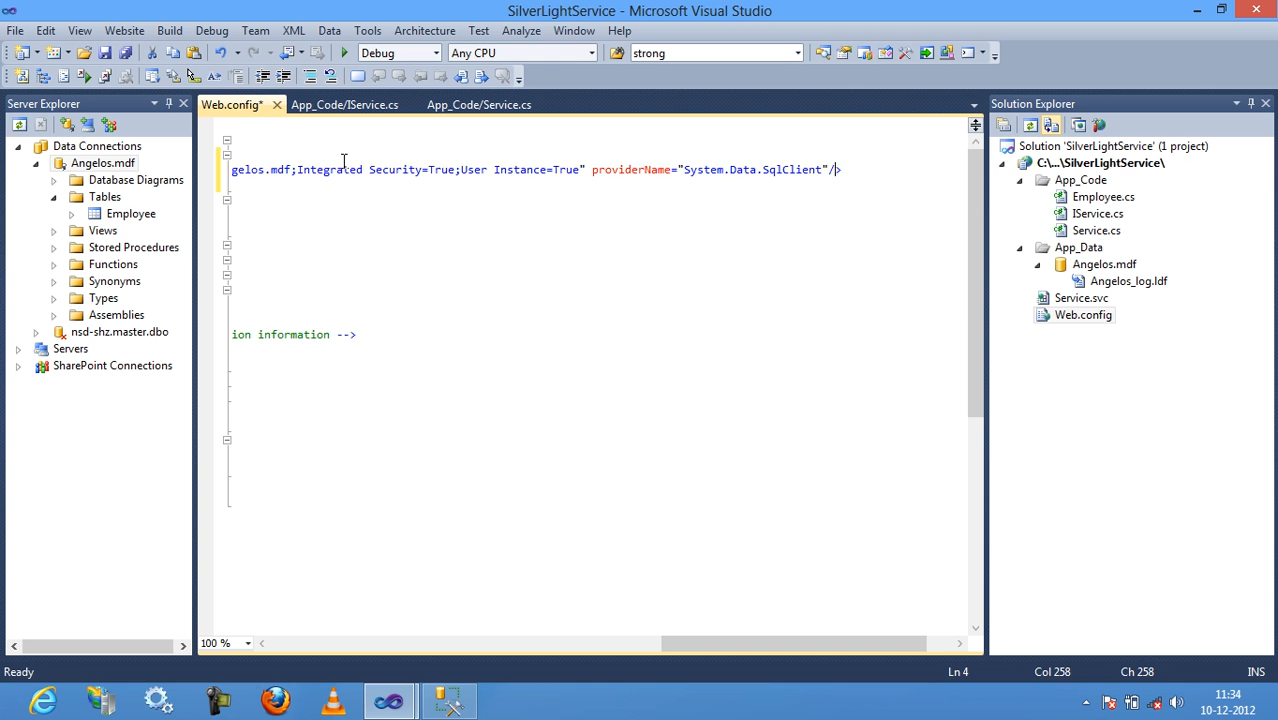 SilverLightService - Microsoft Visual Studio
File Edit View Website Build Debug Team XML Data Tools Architecture Test Analyze Window Help
Debug Any CPU strong
Server Explorer
Data Connections
Angelos.mdf
Database Diagrams
Tables
Employee
Views
Stored Procedures
Functions
Synonyms
Types
Assemblies
nsd-shz.master.dbo
Servers
SharePoint Connections
Web.config* App_Code/IService.cs App_Code/Service.cs
gelos.mdf;Integrated Security=True;User Instance=True" providerName="System.Data.SqlClient"/>
ion information -->
100 %
Solution Explorer
Solution 'SilverLightService' (1 project)
C:\...\SilverLightService\
App_Code
Employee.cs
IService.cs
Service.cs
App_Data
Angelos.mdf
Angelos_log.ldf
Service.svc
Web.config
Ready Ln 4 Col 258 Ch 258 INS
11:34
10-12-2012